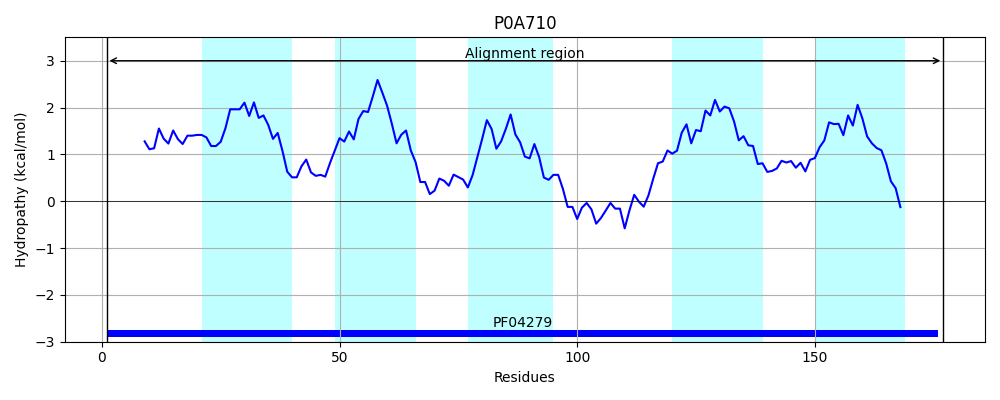 P0A710
Alignment region
Hydropathy (kcal/mol)
3
2
1
0
−1
−2
−3
PF04279
0
50
100
150
Residues